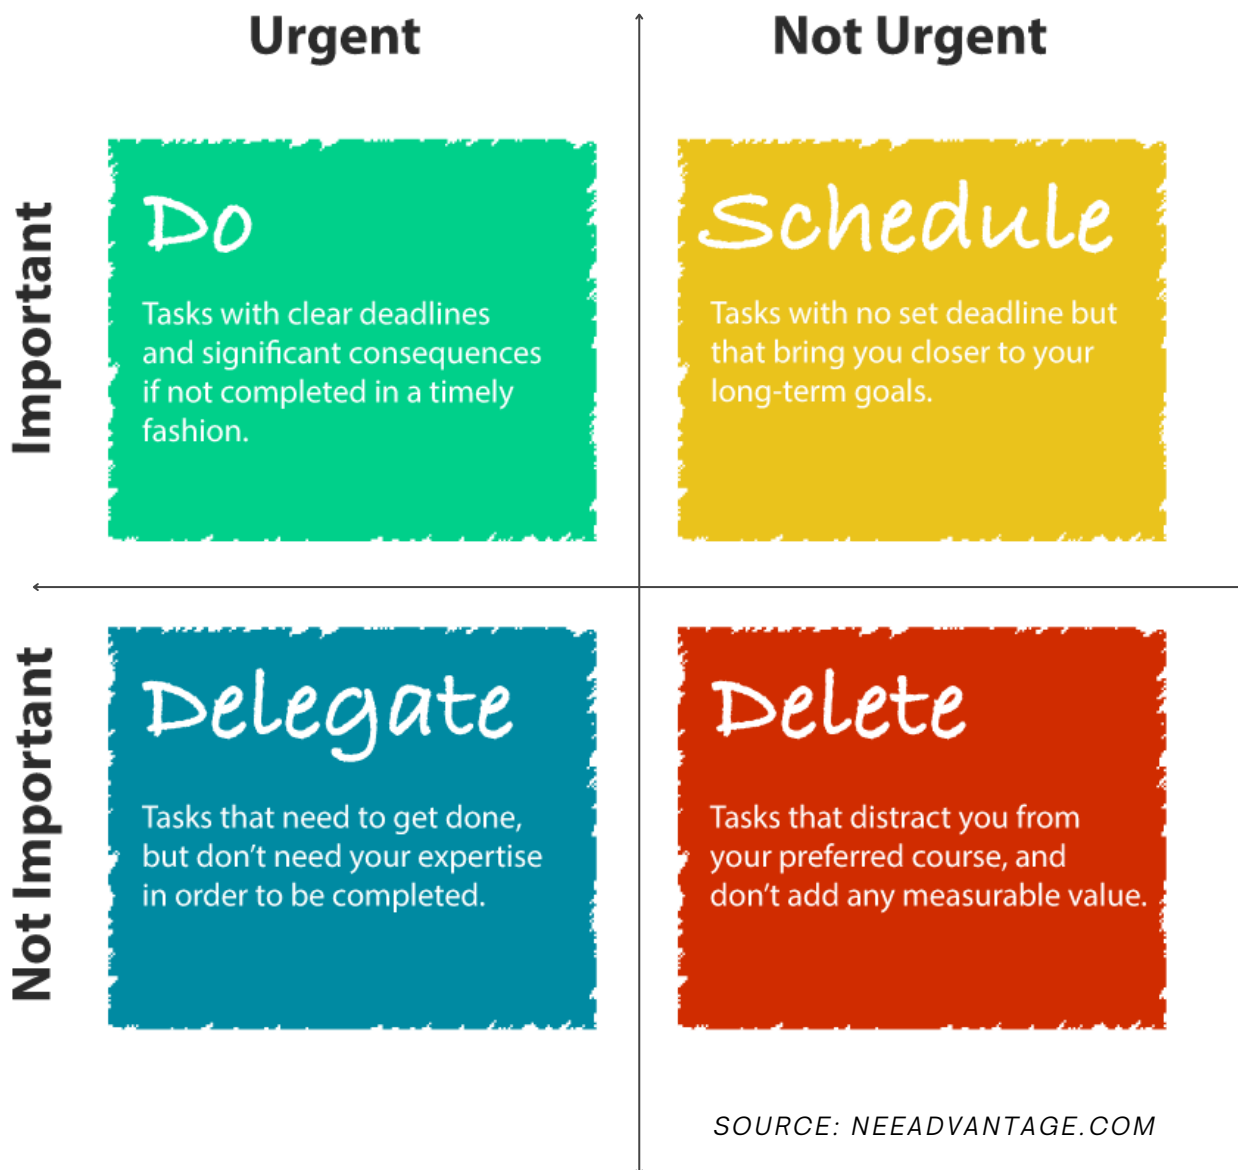 Urgent
Not Urgent
Important
Do
Tasks with clear deadlines
and significant consequences
if not completed in a timely
fashion.
Schedule
Tasks with no set deadline but
that bring you closer to your
long-term goals.
Not Important
Delegate
Tasks that need to get done,
but don’t need your expertise
in order to be completed.
Delete
Tasks that distract you from
your preferred course, and
don’t add any measurable value.
SOURCE: NEEADVANTAGE.COM